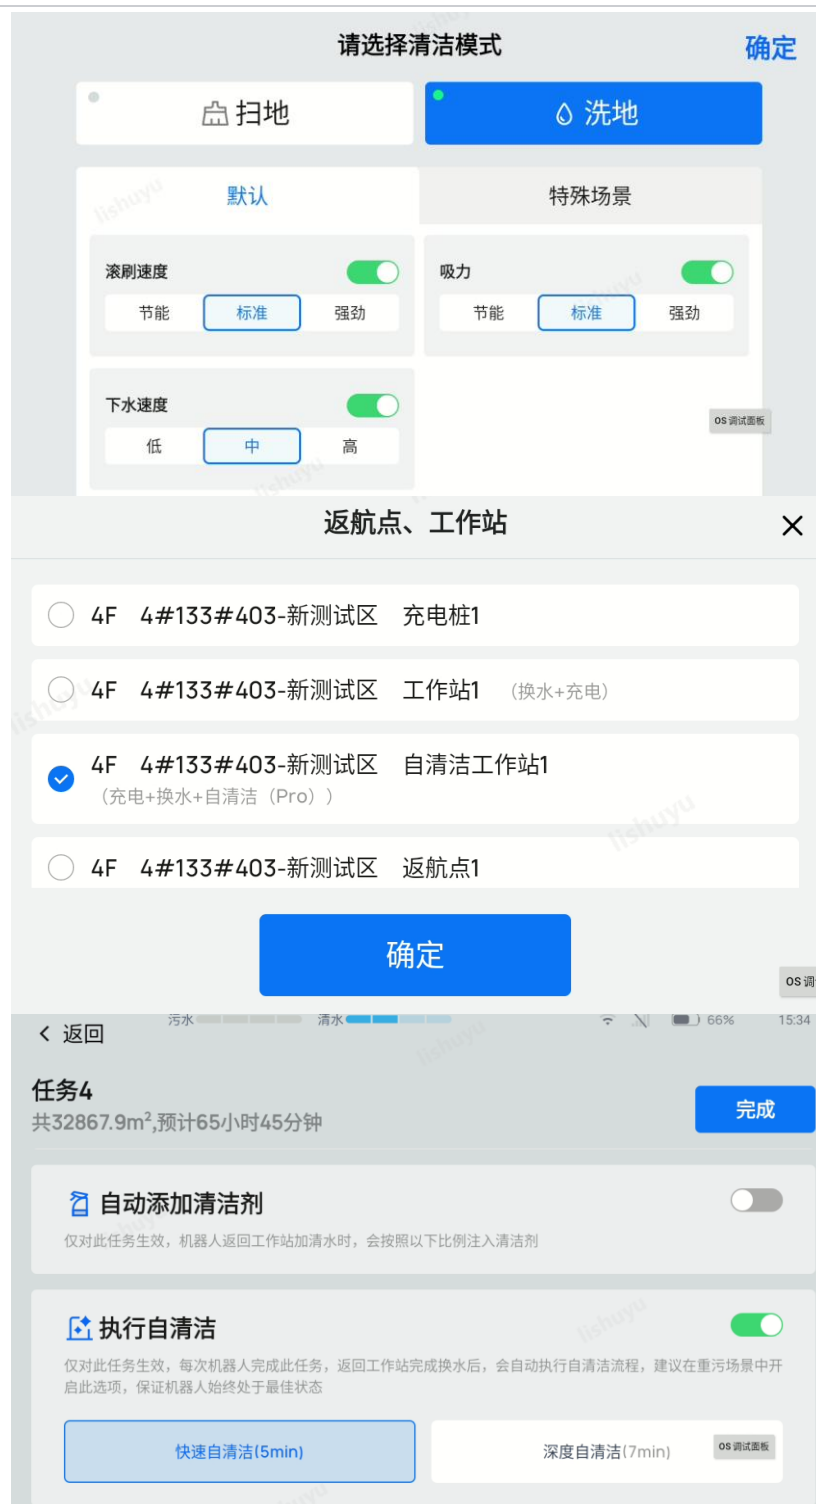 请选择清洁模式
确定
扫地
洗地
默认
特殊场景
滚刷速度
吸力
节能 标准 强劲
节能 标准 强劲
下水速度
低 中 高
OS 调试面板
返航点、工作站
4F 4#133#403-新测试区 充电桩1
4F 4#133#403-新测试区 工作站1 (换水+充电)
4F 4#133#403-新测试区 自清洁工作站1
(充电+换水+自清洁(Pro))
4F 4#133#403-新测试区 返航点1
确定
OS 调
污水 清水 66% 15:34
返回
任务4
共32867.9m²,预计65小时45分钟
完成
自动添加清洁剂
仅对此任务生效，机器人返回工作站加清水时，会按照以下比例注入清洁剂
执行自清洁
仅对此任务生效，每次机器人完成此任务，返回工作站完成换水后，会自动执行自清洁流程，建议在重污场景中开
启此选项，保证机器人始终处于最佳状态
快速自清洁(5min)
深度自清洁(7min)
OS 调试面板
lishuyu